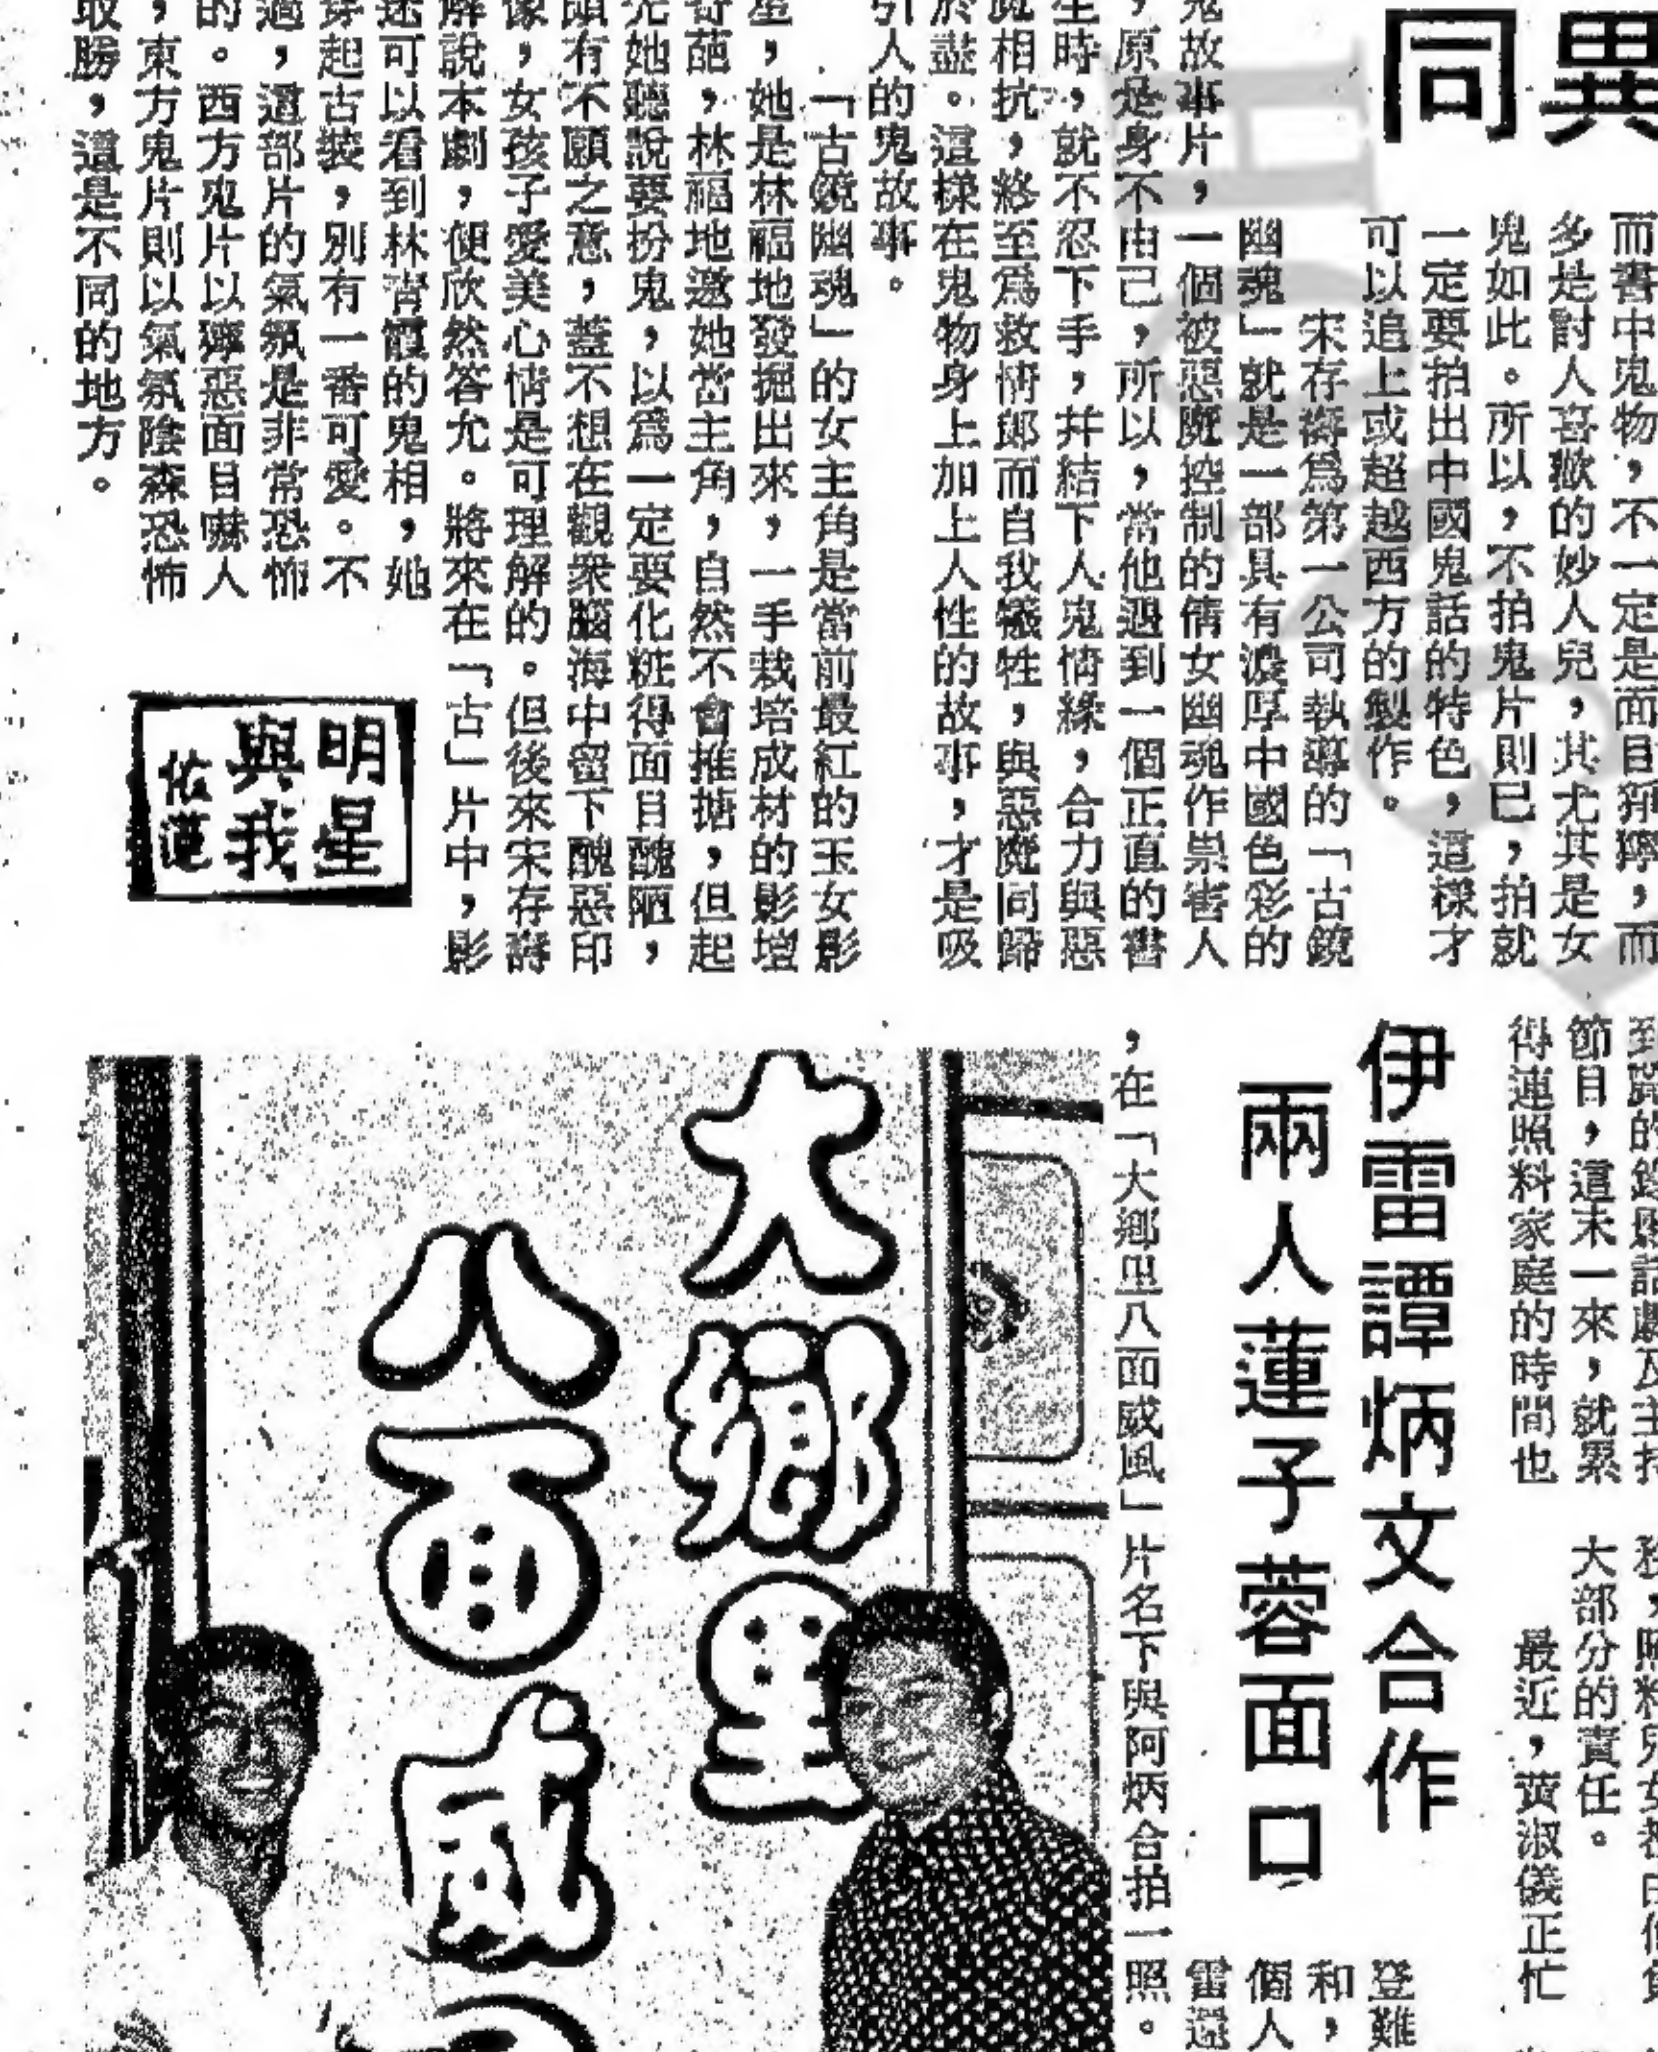 異
同
而書中鬼物，不一定是面目猙獰，而
多是討人喜歡的妙人兒，其尤其是女
鬼如此。所以，不拍鬼片則已，拍就
一定要拍出中國鬼話的特色，這樣才
可以追上或超越西方的製作。
宋存壽爲第一公司執導的「古鏡
幽魂」就是一部具有濃厚中國色彩的
鬼故事片，一個被惡魔控制的倩女幽魂作祟害人
，原是身不由己，所以，當他遇到一個正直的書
生時，就不忍下手，幷結下人鬼情緣，合力與惡
魔相抗，終至爲救情郎而自我犧牲，與惡魔同歸
於盡。這樣在鬼物身上加上人性的故事，才是吸
引人的鬼故事。
「古鏡幽魂」的女主角是當前最紅的玉女影
星，她是林福地發掘出來，一手栽培成材的影壇
奇葩，林福地邀她當主角，自然不會推搪，但起
先她聽說要扮鬼，以爲一定要化粧得面目醜陋，
頗有不願之意，蓋不想在觀衆腦海中留下醜惡印
像，女孩子愛美心情是可理解的。但後來宋存壽
解說本劇，便欣然答允。將來在「古」片中，影
迷可以看到林青霞的鬼相，她
穿起古裝，別有一番可愛。不
過，這部片的氣氛是非常恐怖
的。西方鬼片以獰惡面目嚇人
，東方鬼片則以氣氛陰森恐怖
取勝，這是不同的地方。
明星
與我
依蓮
節目，這末一來，就累
得連照料家庭的時間也
大部分的責任。
最近，黃淑儀正忙
伊雷譚炳文合作
兩人蓮子蓉面口
登難
和，
個人
雷還
，在「大鄉里八面威風」片名下與阿炳合拍一照。
大鄉里
八面威